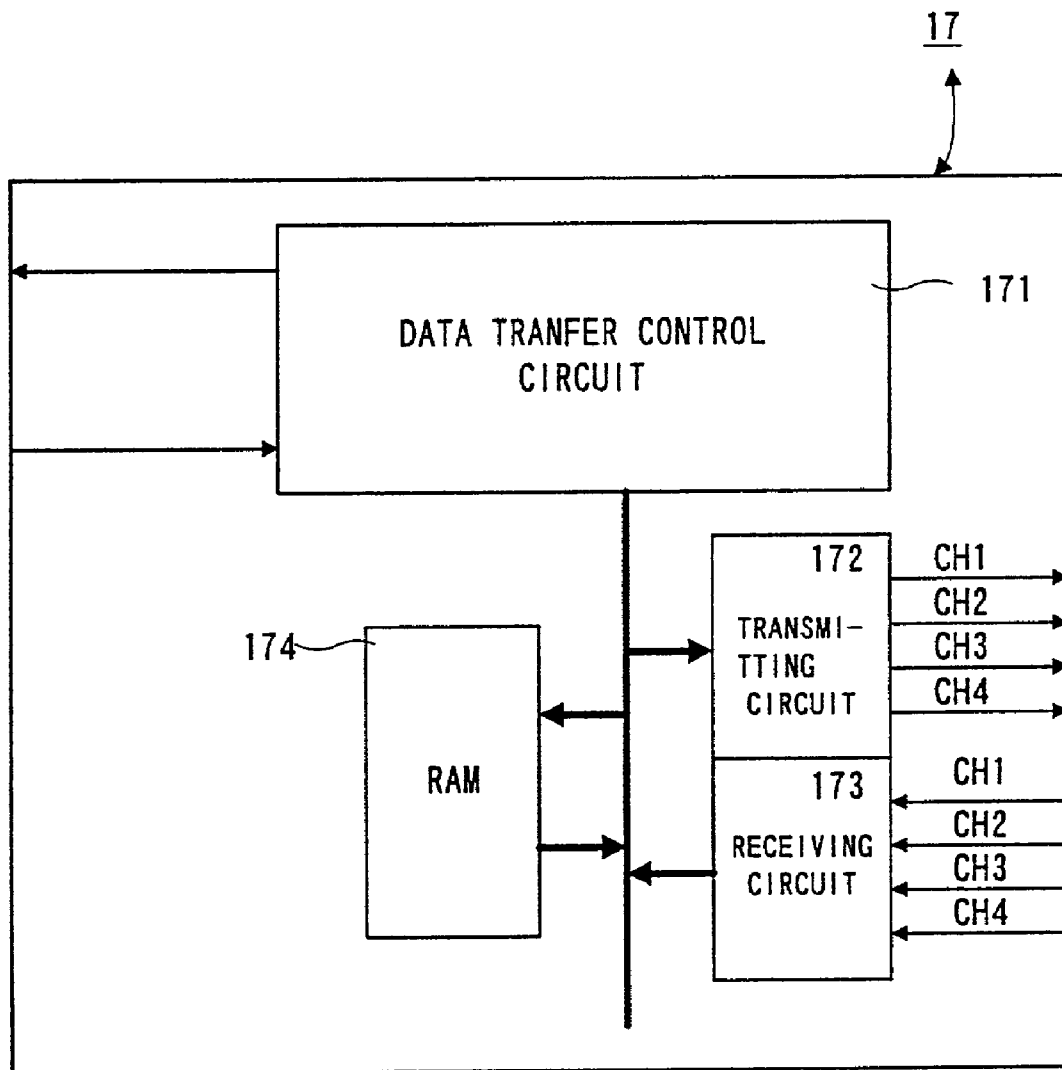 17
171
DATA TRANFER CONTROL
CIRCUIT
172
TRANSMI-
TTING
CIRCUIT
CH1
CH2
CH3
CH4
174
RAM
173
RECEIVING
CIRCUIT
CH1
CH2
CH3
CH4